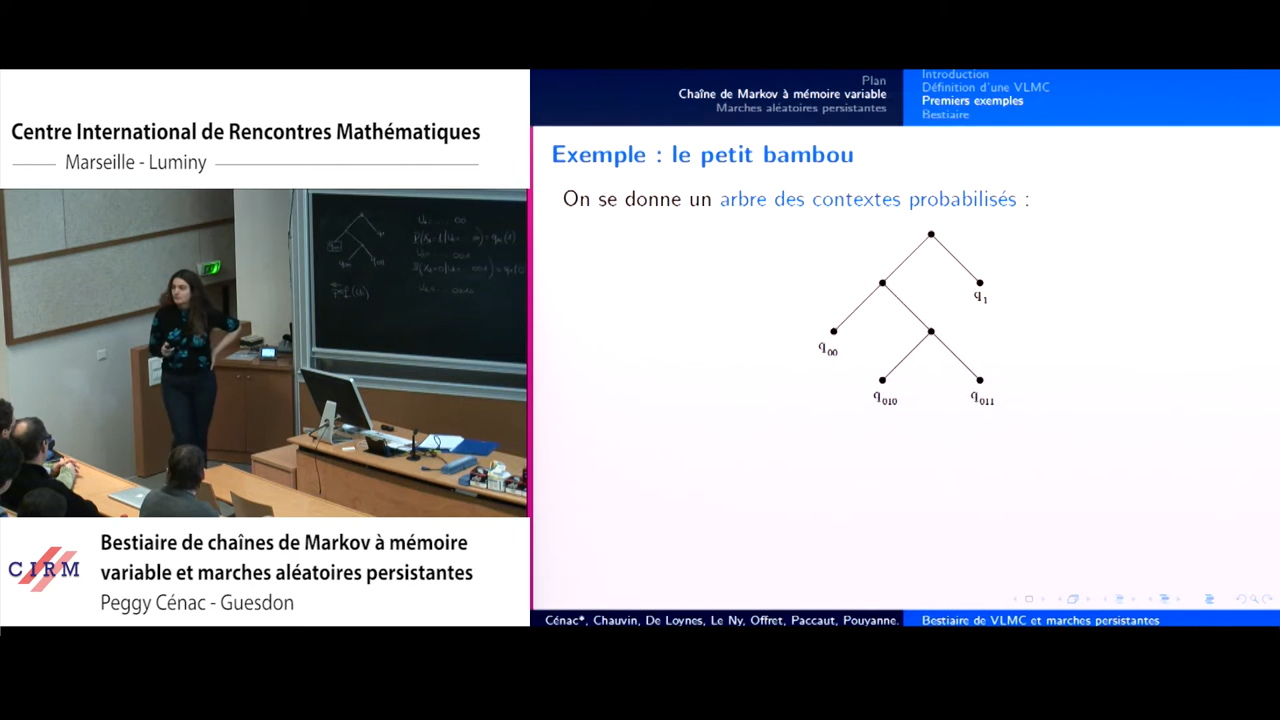 Centre International de Rencontres Mathématiques
Marseille - Luminy
CIRM
Bestiaire de chaînes de Markov à mémoire
variable et marches aléatoires persistantes
Peggy Cénac - Guesdon
Plan
Chaîne de Markov à mémoire variable
Marches aléatoires persistantes
Introduction
Définition d'une VLMC
Premiers exemples
Bestiaire
Exemple : le petit bambou
On se donne un arbre des contextes probabilisés :
q1
q00
q010
q011
Cénac*, Chauvin, De Loynes, Le Ny, Offret, Paccaut, Pouyanne.
Bestiaire de VLMC et marches persistantes